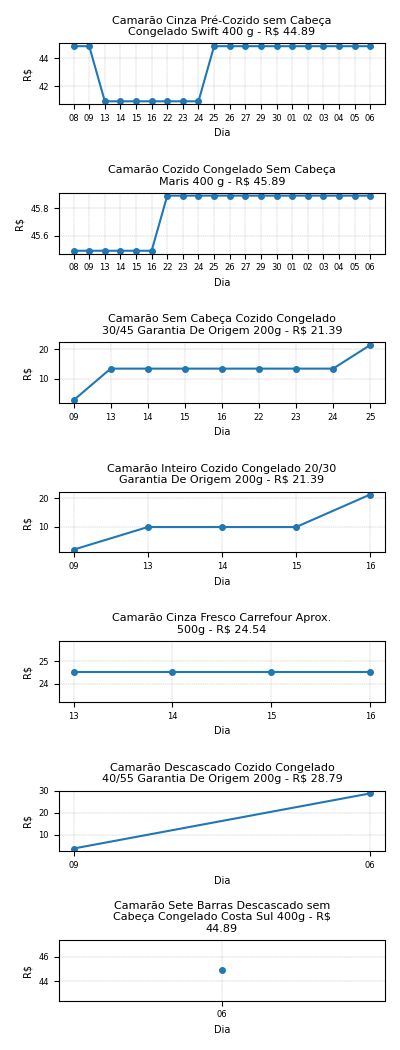 Camarão Cinza Pré-Cozido sem Cabeça
Congelado Swift 400 g - R$ 44.89
44
42
R$
08 09 13 14 15 16 22 23 24 25 26 27 29 30 01 02 03 04 05 06
Dia
Camarão Cozido Congelado Sem Cabeça
Maris 400 g - R$ 45.89
45.8
45.6
R$
08 09 13 14 15 16 22 23 24 25 26 27 29 30 01 02 03 04 05 06
Dia
Camarão Sem Cabeça Cozido Congelado
30/45 Garantia De Origem 200g - R$ 21.39
20
10
R$
09 13 14 15 16 22 23 24 25
Dia
Camarão Inteiro Cozido Congelado 20/30
Garantia De Origem 200g - R$ 21.39
20
10
R$
09 13 14 15 16
Dia
Camarão Cinza Fresco Carrefour Aprox.
500g - R$ 24.54
25
24
R$
13 14 15 16
Dia
Camarão Descascado Cozido Congelado
40/55 Garantia De Origem 200g - R$ 28.79
30
20
10
R$
09 06
Dia
Camarão Sete Barras Descascado sem
Cabeça Congelado Costa Sul 400g - R$
44.89
46
44
R$
06
Dia